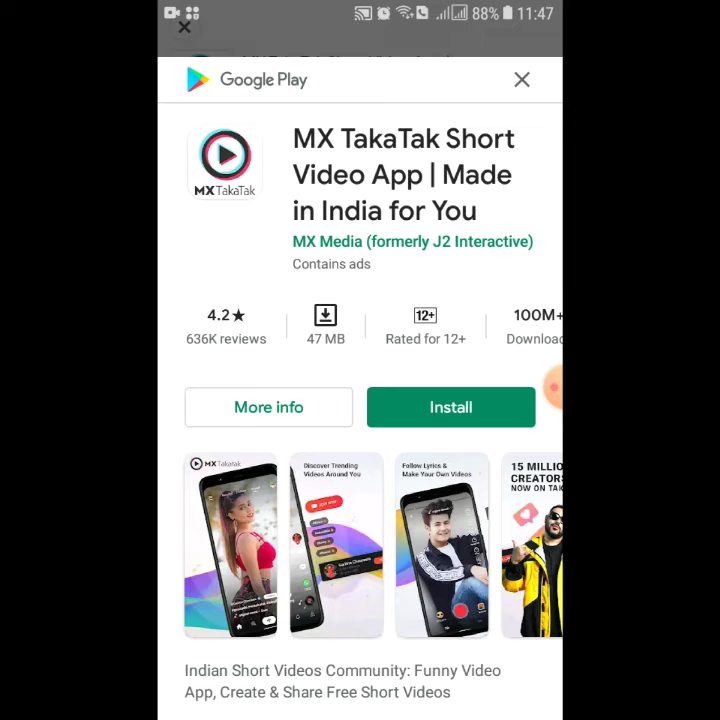 88% 11:47
Google Play
MX TakaTak Short
Video App | Made
in India for You
MX Media (formerly J2 Interactive)
Contains ads
MX TakaTak
4.2★
636K reviews
47 MB
12+
Rated for 12+
100M+
Downloa
More info
Install
MX Takatak
Discover Trending
Videos Around You
Follow Lyrics &
Make Your Own Videos
15 MILLIO
CREATOR
NOW ON TAK
Indian Short Videos Community: Funny Video
App, Create & Share Free Short Videos